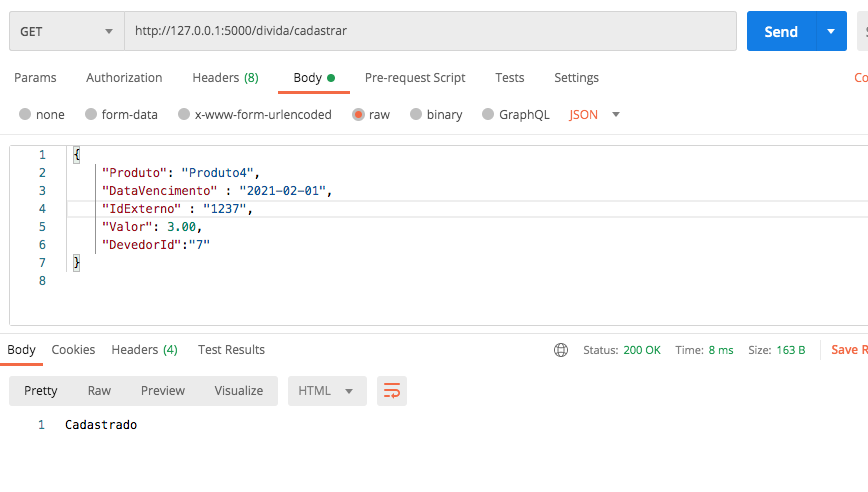 GET http://127.0.0.1:5000/divida/cadastrar Send
Params Authorization Headers (8) Body Pre-request Script Tests Settings Co
none form-data x-www-form-urlencoded raw binary GraphQL JSON
1 {
2 "Produto": "Produto4",
3 "DataVencimento" : "2021-02-01",
4 "IdExterno" : "1237",
5 "Valor": 3.00,
6 "DevedorId":"7"
7 }
8
Body Cookies Headers (4) Test Results Status: 200 OK Time: 8 ms Size: 163 B Save R
Pretty Raw Preview Visualize HTML
1 Cadastrado